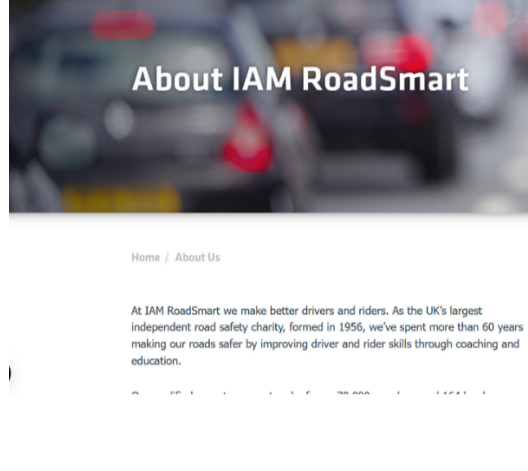 About IAM RoadSmart
Home / About Us
At IAM RoadSmart we make better drivers and riders. As the UK's largest
independent road safety charity, formed in 1956, we've spent more than 60 years
making our roads safer by improving driver and rider skills through coaching and
education.